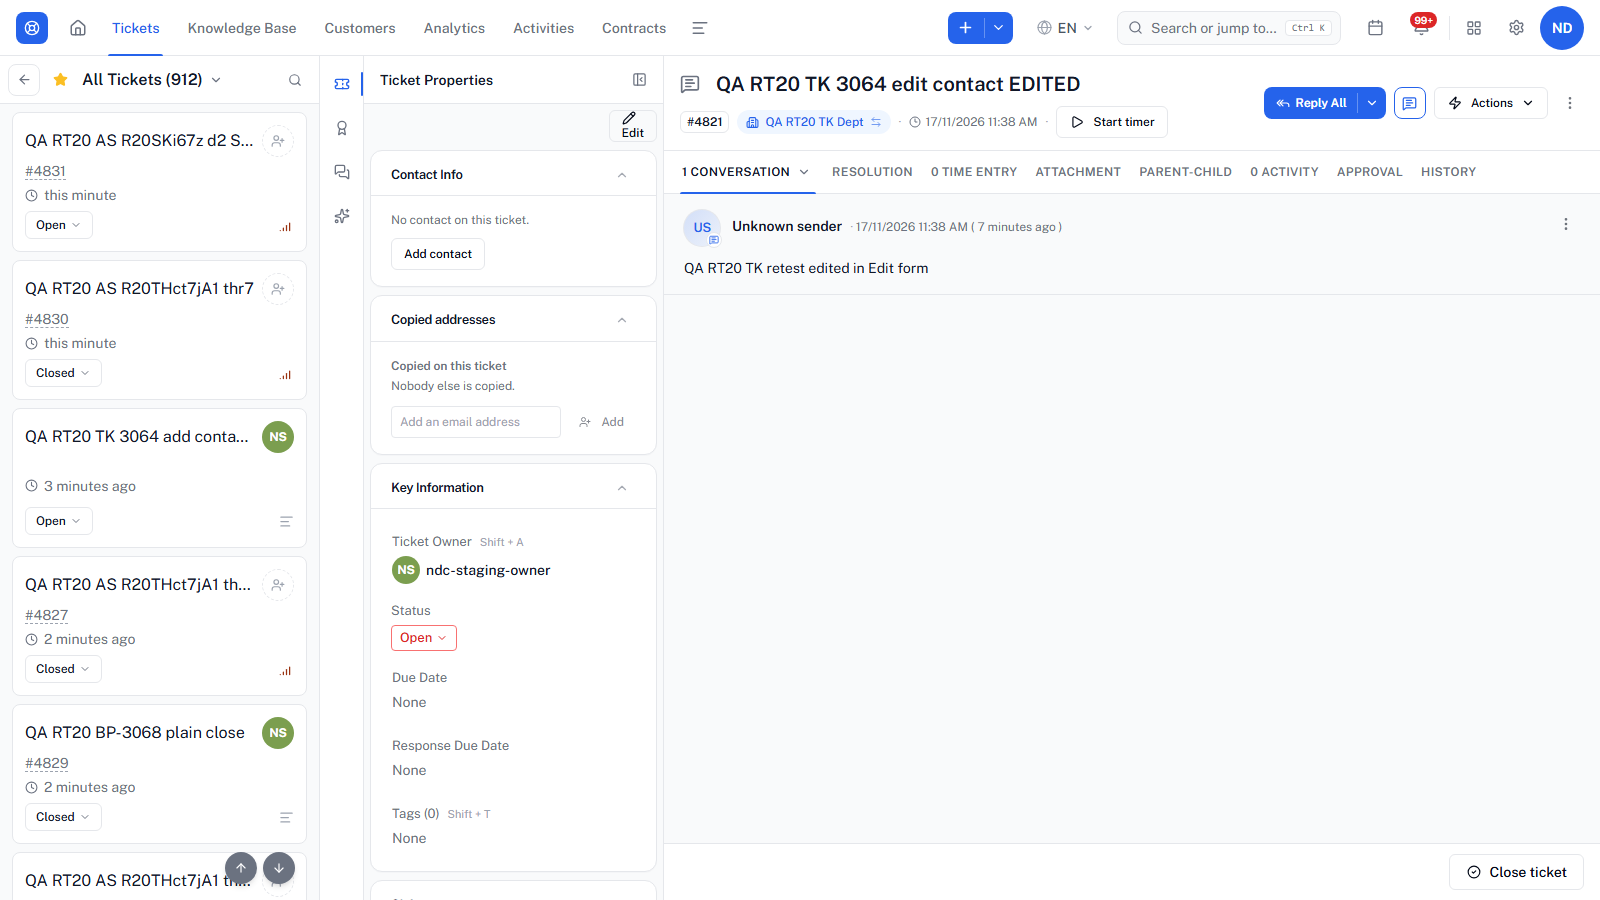 Tickets
Knowledge Base
Customers
Analytics
Activities
Contracts
EN
Search or jump to...
Ctrl K
99+
ND
All Tickets (912)
QA RT20 AS R20SKi67z d2 S...
#4831
this minute
Open
QA RT20 AS R20THct7jA1 thr7
#4830
this minute
Closed
QA RT20 TK 3064 add conta...
NS
3 minutes ago
Open
QA RT20 AS R20THct7jA1 th...
#4827
2 minutes ago
Closed
QA RT20 BP-3068 plain close
NS
#4829
2 minutes ago
Closed
QA RT20 AS R20THct7jA1
Ticket Properties
Edit
Contact Info
No contact on this ticket.
Add contact
Copied addresses
Copied on this ticket
Nobody else is copied.
Add an email address
Add
Key Information
Ticket Owner Shift + A
NS ndc-staging-owner
Status
Open
Due Date
None
Response Due Date
None
Tags (0) Shift + T
None
QA RT20 TK 3064 edit contact EDITED
#4821
QA RT20 TK Dept
· 17/11/2026 11:38 AM ·
Start timer
Reply All
Actions
1 CONVERSATION
RESOLUTION
0 TIME ENTRY
ATTACHMENT
PARENT-CHILD
0 ACTIVITY
APPROVAL
HISTORY
US
Unknown sender · 17/11/2026 11:38 AM ( 7 minutes ago )
QA RT20 TK retest edited in Edit form
Close ticket